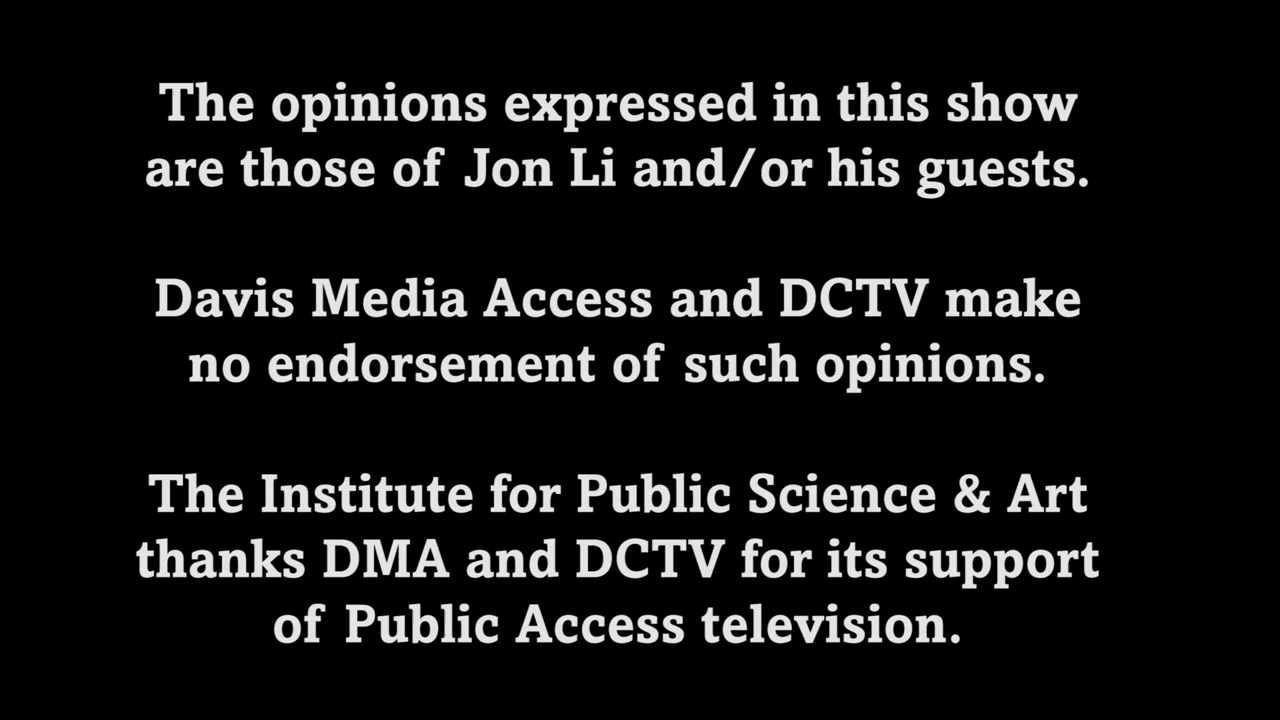 The opinions expressed in this show
are those of Jon Li and/or his guests.
Davis Media Access and DCTV make
no endorsement of such opinions.
The Institute for Public Science & Art
thanks DMA and DCTV for its support
of Public Access television.